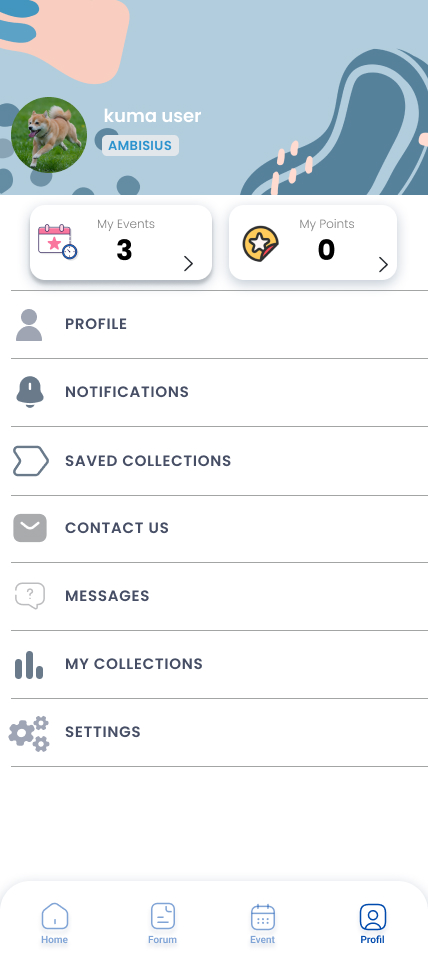 kuma user
AMBISIUS
My Events
3
My Points
0
PROFILE
NOTIFICATIONS
SAVED COLLECTIONS
CONTACT US
?
MESSAGES
MY COLLECTIONS
SETTINGS
Home
Forum
Event
Profil